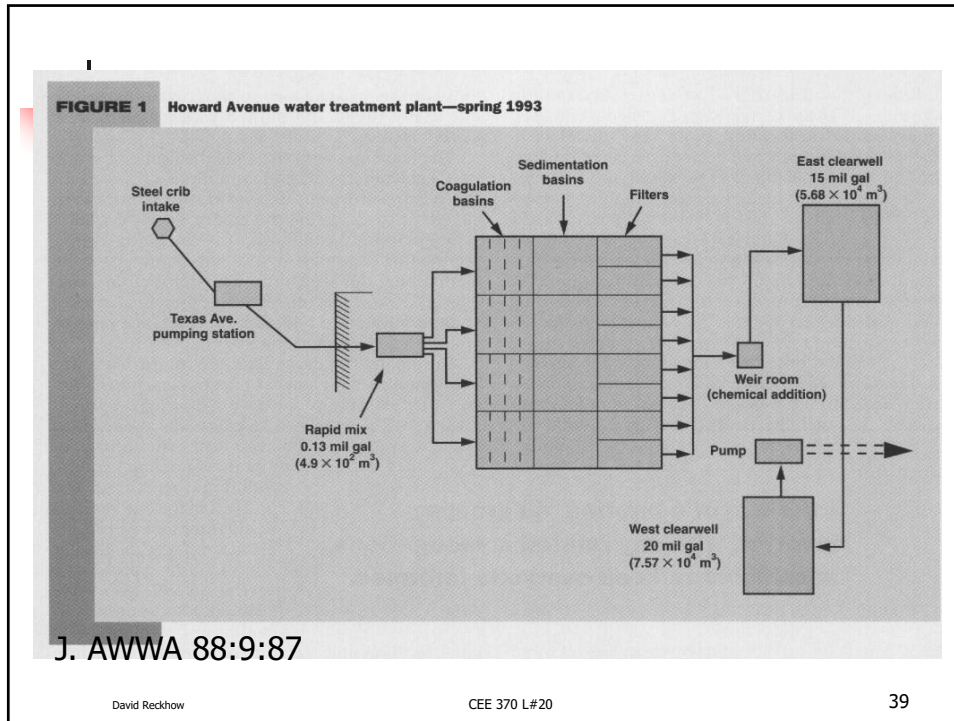 FIGURE 1 Howard Avenue water treatment plant—spring 1993
Steel crib
intake
Texas Ave.
pumping station
Rapid mix
0.13 mil gal
(4.9 × 10² m³)
Coagulation
basins
Sedimentation
basins
Filters
East clearwell
15 mil gal
(5.68 × 10⁴ m³)
Weir room
(chemical addition)
Pump
West clearwell
20 mil gal
(7.57 × 10⁴ m³)
J. AWWA 88:9:87
David Reckhow
CEE 370 L#20
39